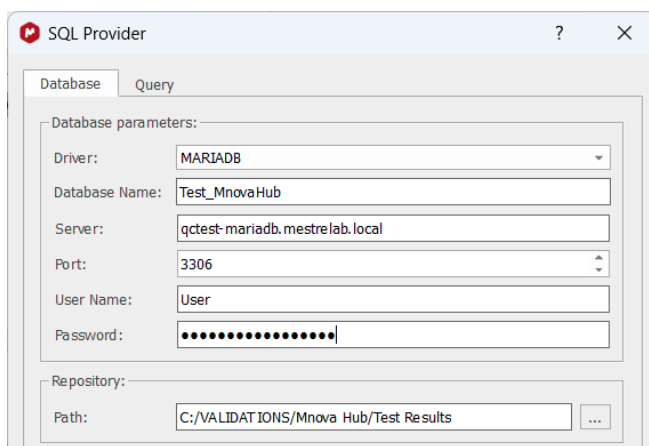 SQL Provider ?
Database Query
Database parameters:
Driver: MARIADB
Database Name: Test_MnovaHub
Server: qctest-mariadb.mestrelab.local
Port: 3306
User Name: User
Password: •••••••••••••••••
Repository:
Path: C:/VALIDATIONS/Mnova Hub/Test Results ...